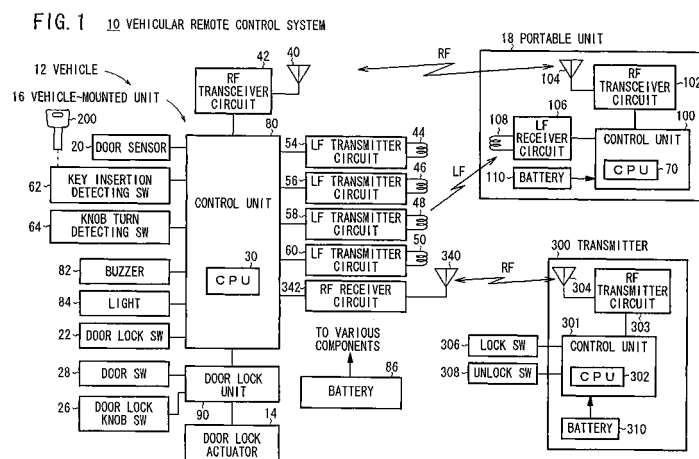 FIG. 1
10 VEHICULAR REMOTE CONTROL SYSTEM
12 VEHICLE
16 VEHICLE-MOUNTED UNIT
200
42
40
RF
TRANSCEIVER
CIRCUIT
RF
80
20
DOOR SENSOR
62
KEY INSERTION
DETECTING SW
64
KNOB TURN
DETECTING SW
82
BUZZER
84
LIGHT
22
DOOR LOCK SW
28
DOOR SW
26
DOOR LOCK
KNOB SW
CONTROL UNIT
30
CPU
DOOR LOCK
UNIT
90
14
DOOR LOCK
ACTUATOR
54
LF TRANSMITTER
CIRCUIT
44
56
LF TRANSMITTER
CIRCUIT
46
58
LF TRANSMITTER
CIRCUIT
48
60
LF TRANSMITTER
CIRCUIT
50
342
RF RECEIVER
CIRCUIT
340
LF
RF
TO VARIOUS
COMPONENTS
86
BATTERY
18 PORTABLE UNIT
104
RF
TRANSCEIVER
CIRCUIT
102
108
106
LF
RECEIVER
CIRCUIT
100
CONTROL UNIT
CPU
70
110
BATTERY
300 TRANSMITTER
304
RF
TRANSMITTER
CIRCUIT
303
301
306
LOCK SW
308
UNLOCK SW
CONTROL UNIT
CPU
302
BATTERY
310